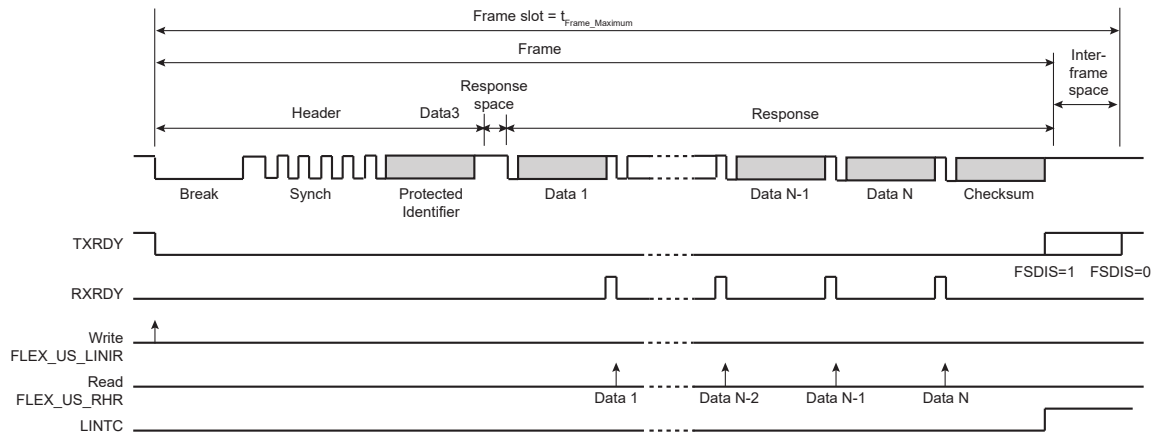 Frame slot = tFrame_Maximum
Frame
Inter-
frame
space
Response
space
Header
Data3
Response
Break
Synch
Protected
Identifier
Data 1
Data N-1
Data N
Checksum
TXRDY
FSDIS=1 FSDIS=0
RXRDY
Write
FLEX_US_LINIR
Read
FLEX_US_RHR
Data 1
Data N-2
Data N-1
Data N
LINTC